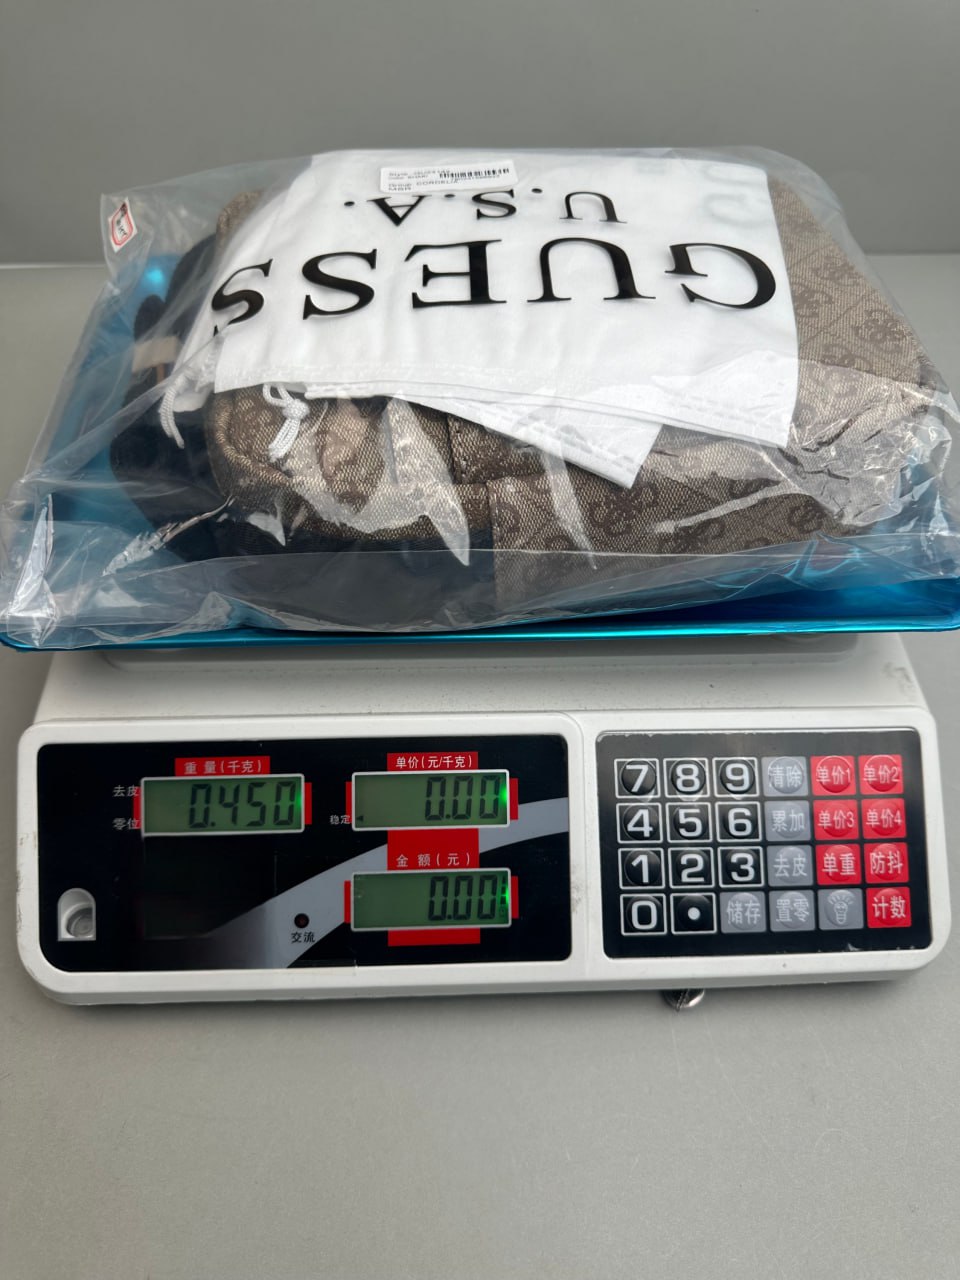 Group: CORDELIA
U.S.A.
GUESS
重量(千克)
单价(元/千克)
去皮
零位
0.450
稳定
0.00
金额(元)
0.00
交流
7 8 9 清除 单价1 单价2
4 5 6 累加 单价3 单价4
1 2 3 去皮 单重 防抖
0 . 储存 置零 计数